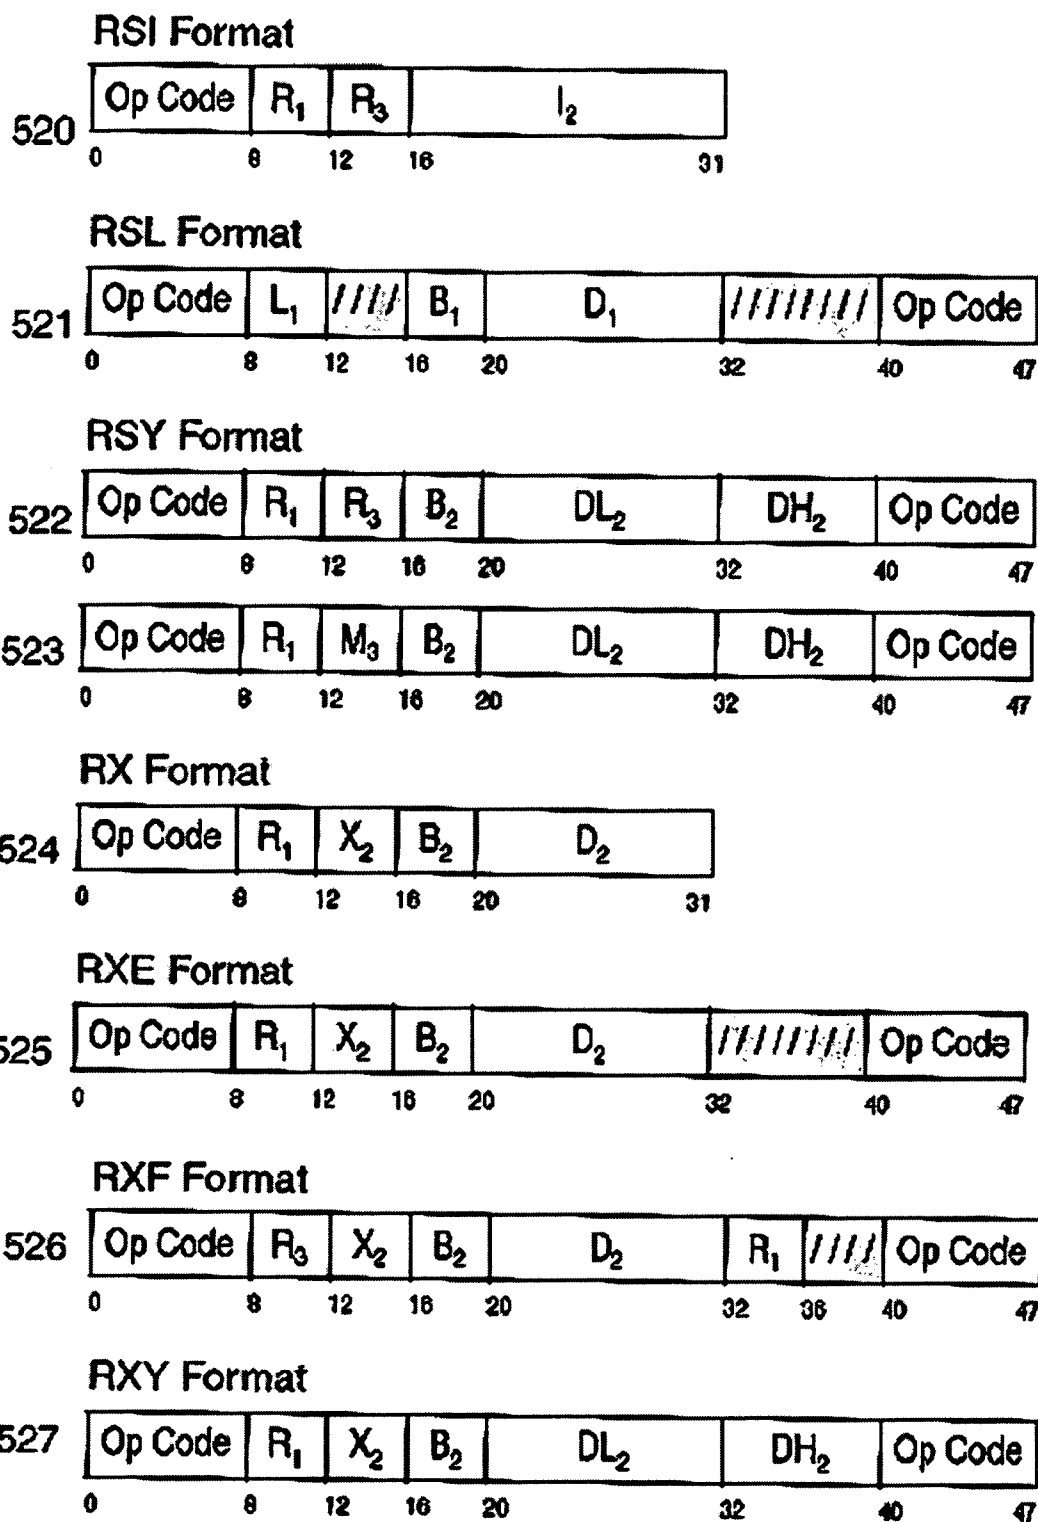 RSI Format
520 Op Code R₁ R₃ I₂
0 8 12 16 31
RSL Format
521 Op Code L₁ //// B₁ D₁ //////// Op Code
0 8 12 16 20 32 40 47
RSY Format
522 Op Code R₁ R₃ B₂ DL₂ DH₂ Op Code
0 8 12 16 20 32 40 47
523 Op Code R₁ M₃ B₂ DL₂ DH₂ Op Code
0 8 12 16 20 32 40 47
RX Format
524 Op Code R₁ X₂ B₂ D₂
0 8 12 16 20 31
RXE Format
525 Op Code R₁ X₂ B₂ D₂ //////// Op Code
0 8 12 16 20 32 40 47
RXF Format
526 Op Code R₃ X₂ B₂ D₂ R₁ //// Op Code
0 8 12 16 20 32 36 40 47
RXY Format
527 Op Code R₁ X₂ B₂ DL₂ DH₂ Op Code
0 8 12 16 20 32 40 47